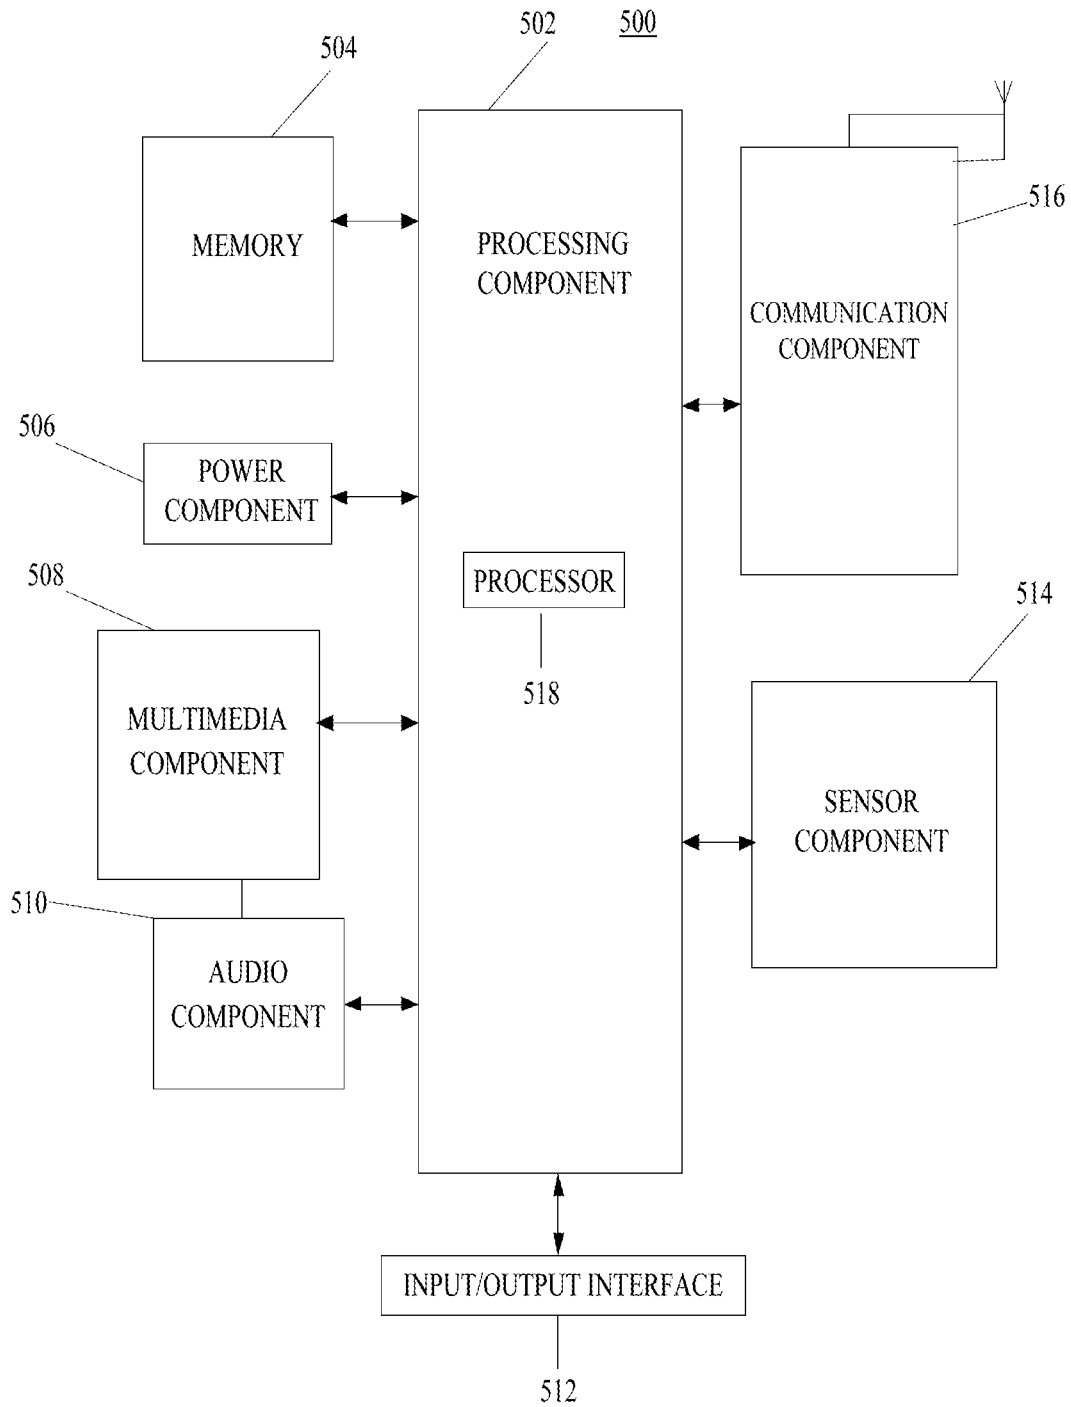 502
500
504
516
MEMORY
PROCESSING
COMPONENT
COMMUNICATION
COMPONENT
506
POWER
COMPONENT
508
PROCESSOR
514
518
MULTIMEDIA
COMPONENT
SENSOR
COMPONENT
510
AUDIO
COMPONENT
INPUT/OUTPUT INTERFACE
512